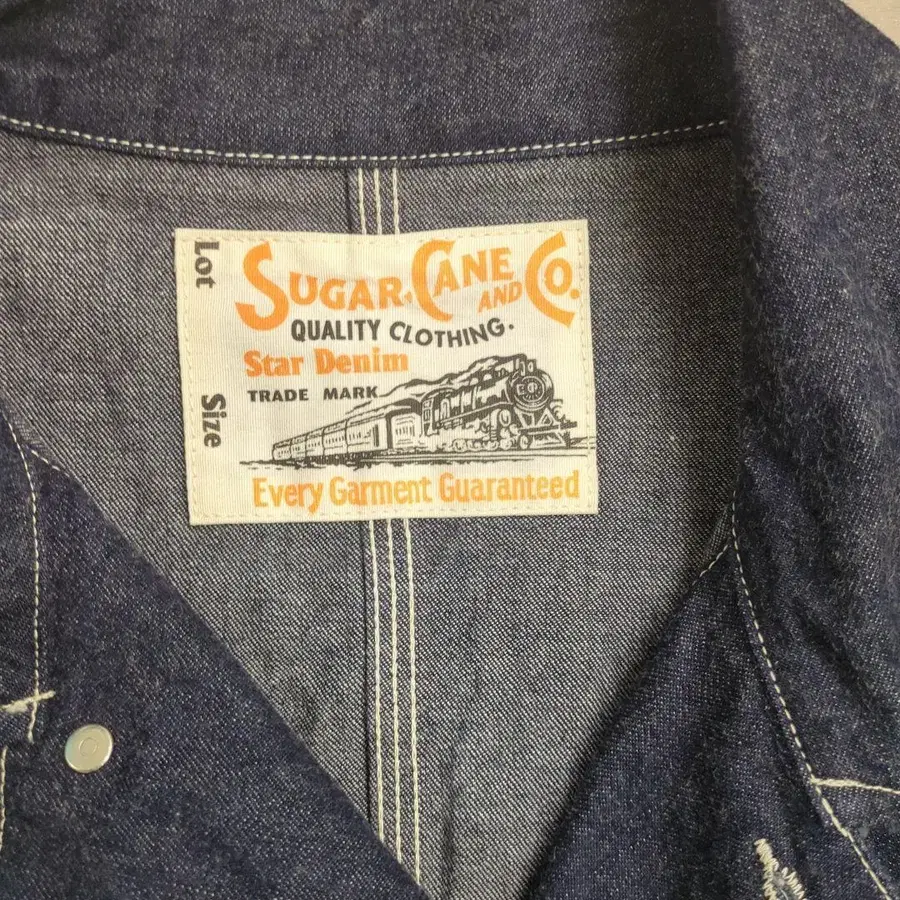 Lot
Size
SUGAR CANE AND CO.
QUALITY CLOTHING.
Star Denim
TRADE MARK
Every Garment Guaranteed